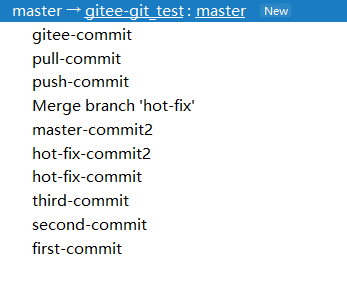 master → gitee-git_test : master New
gitee-commit
pull-commit
push-commit
Merge branch 'hot-fix'
master-commit2
hot-fix-commit2
hot-fix-commit
third-commit
second-commit
first-commit